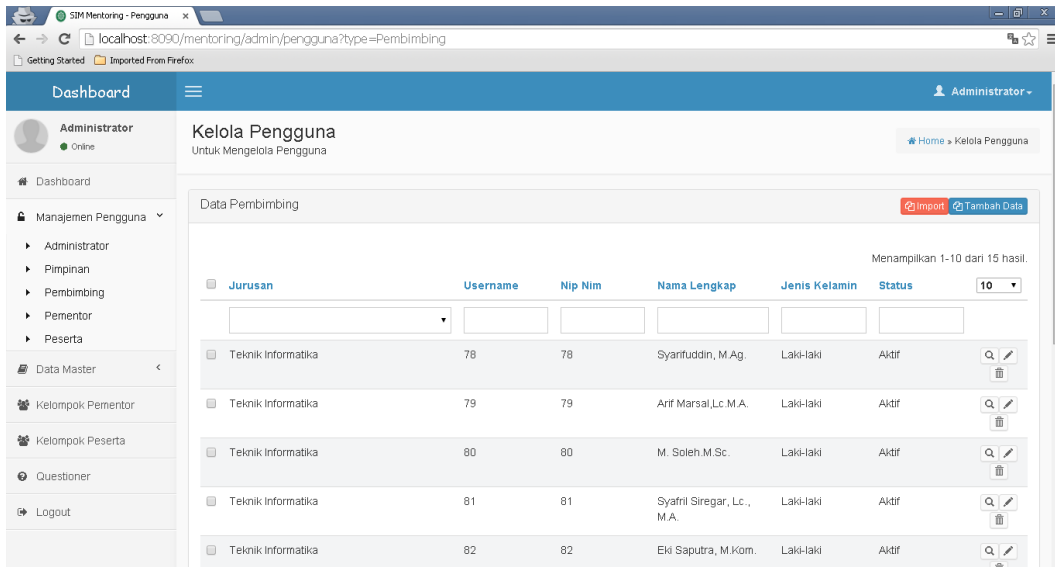 SIM Mentoring - Pengguna
localhost:8090/mentoring/admin/pengguna?type=Pembimbing
Getting Started Imported From Firefox
Dashboard Administrator
Administrator
Online
Dashboard
Manajemen Pengguna
Administrator
Pimpinan
Pembimbing
Pementor
Peserta
Data Master
Kelompok Pementor
Kelompok Peserta
Questioner
Logout
Kelola Pengguna
Untuk Mengelola Pengguna
Home » Kelola Pengguna
Data Pembimbing Import Tambah Data
Menampilkan 1-10 dari 15 hasil.
Jurusan Username Nip Nim Nama Lengkap Jenis Kelamin Status 10
Teknik Informatika 78 78 Syarifuddin, M.Ag. Laki-laki Aktif
Teknik Informatika 79 79 Arif Marsal,Lc.M.A. Laki-laki Aktif
Teknik Informatika 80 80 M. Soleh.M.Sc. Laki-laki Aktif
Teknik Informatika 81 81 Syafril Siregar, Lc., Laki-laki Aktif
M.A.
Teknik Informatika 82 82 Eki Saputra, M.Kom. Laki-laki Aktif